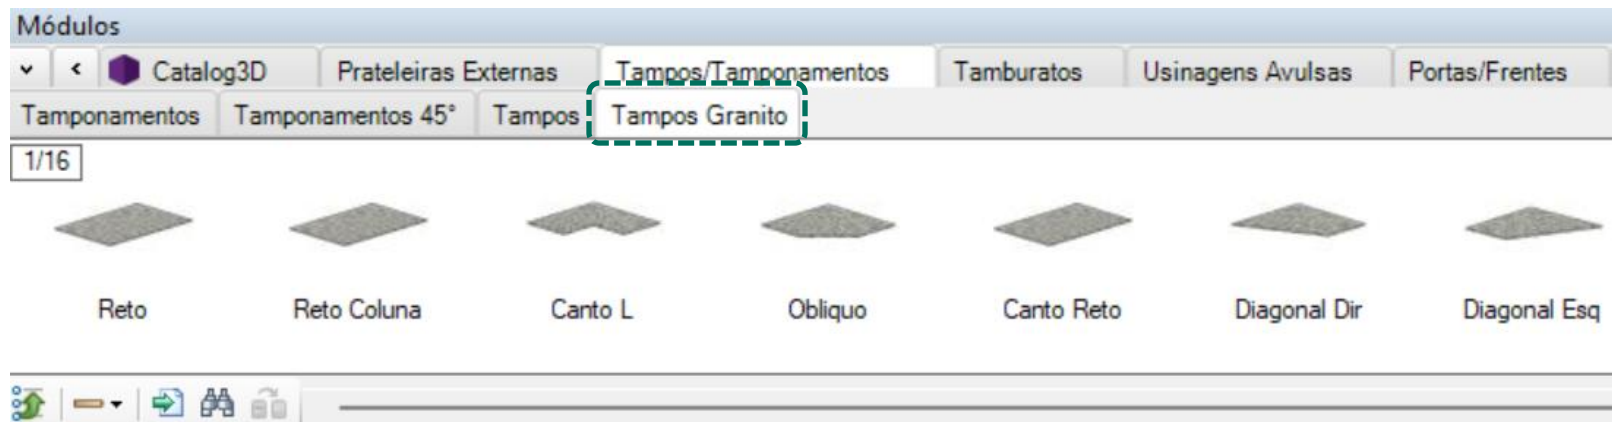 Módulos
Catalog3D Prateleiras Externas Tampos/Tamponamentos Tamburatos Usinagens Avulsas Portas/Frentes
Tamponamentos Tamponamentos 45° Tampos Tampos Granito
1/16
Reto Reto Coluna Canto L Obliquo Canto Reto Diagonal Dir Diagonal Esq